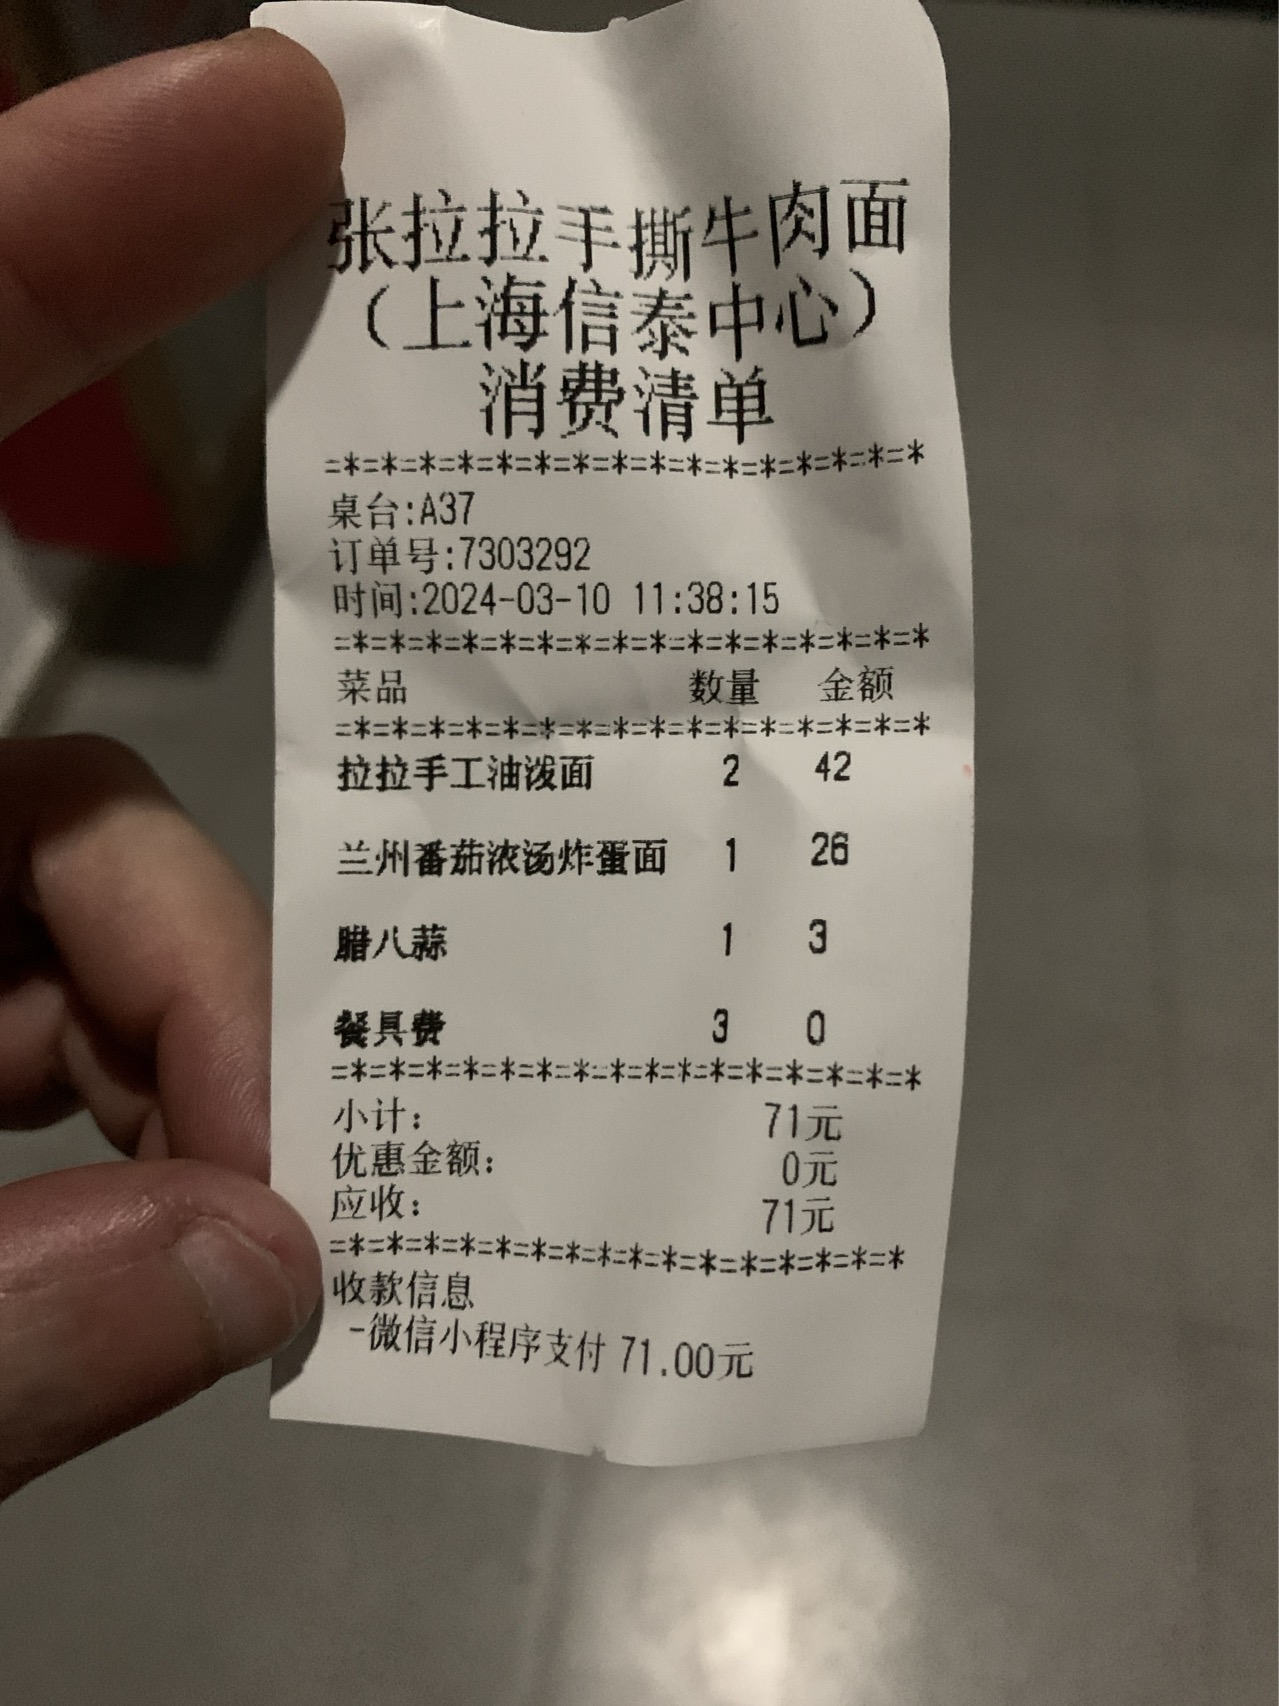 张拉拉手撕牛肉面
（上海信泰中心）
消费清单
=*=*=*=*=*=*=*=*=*=*=*=*=*=*=*=*
桌台:A37
订单号:7303292
时间:2024-03-10 11:38:15
=*=*=*=*=*=*=*=*=*=*=*=*=*=*=*=*
菜品 数量 金额
=*=*=*=*=*=*=*=*=*=*=*=*=*=*=*=*
拉拉手工油泼面 2 42
兰州番茄浓汤炸蛋面 1 26
腊八蒜 1 3
餐具费 3 0
=*=*=*=*=*=*=*=*=*=*=*=*=*=*=*=*
小计: 71元
优惠金额: 0元
应收: 71元
=*=*=*=*=*=*=*=*=*=*=*=*=*=*=*=*
收款信息
-微信小程序支付 71.00元